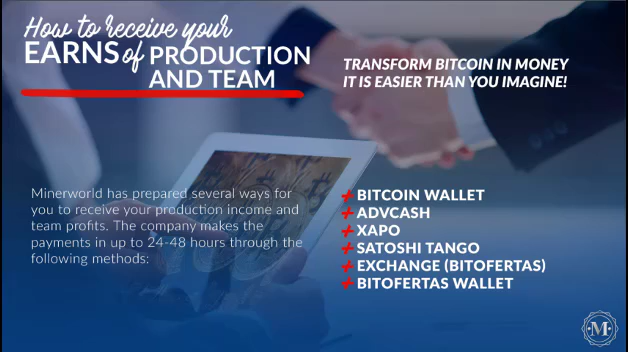 How to receive your
EARNS of PRODUCTION
AND TEAM
TRANSFORM BITCOIN IN MONEY
IT IS EASIER THAN YOU IMAGINE!
Minerworld has prepared several ways for
you to receive your production income and
team profits. The company makes the
payments in up to 24-48 hours through the
following methods:
+ BITCOIN WALLET
+ ADVCASH
+ XAPO
+ SATOSHI TANGO
+ EXCHANGE (BITOFERTAS)
+ BITOFERTAS WALLET
M